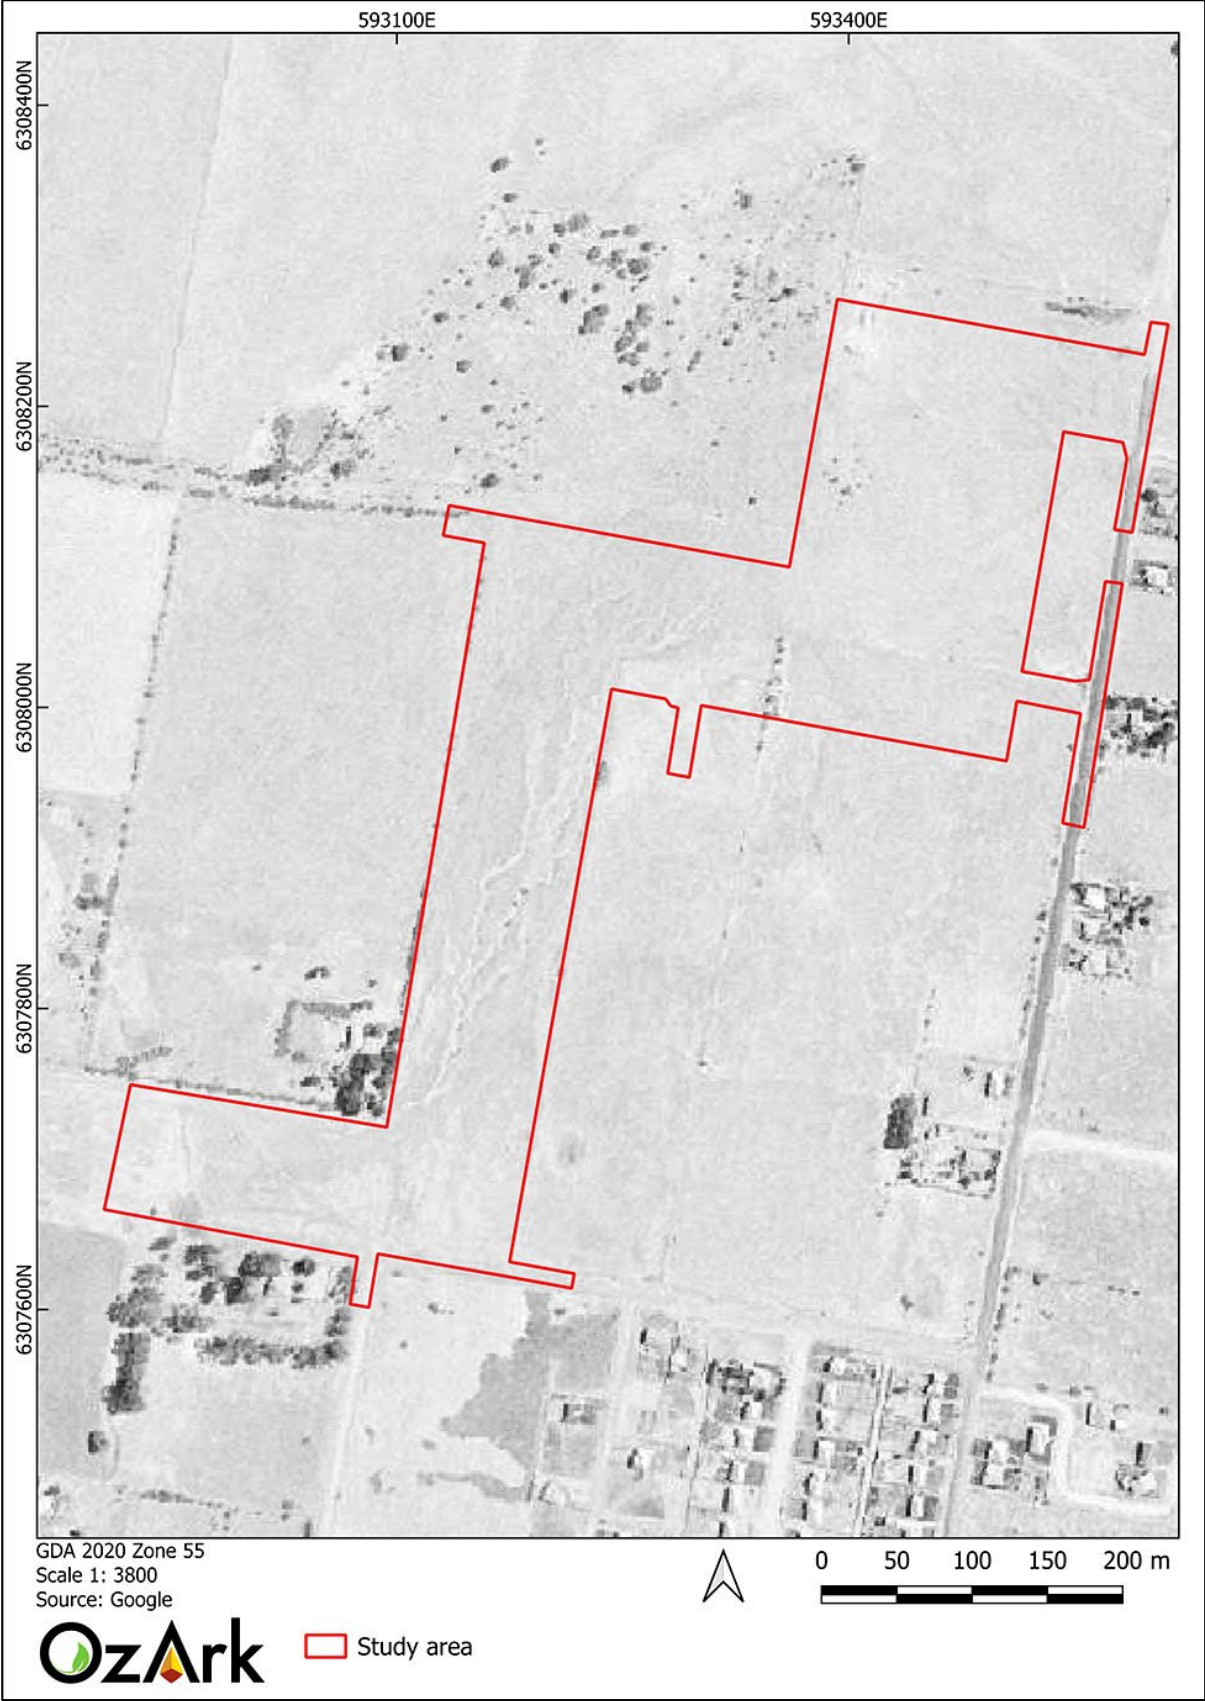 593100E
593400E
6308400N
6308200N
6308000N
6307800N
6307600N
GDA 2020 Zone 55
Scale 1: 3800
Source: Google
0 50 100 150 200 m
OzArk
Study area